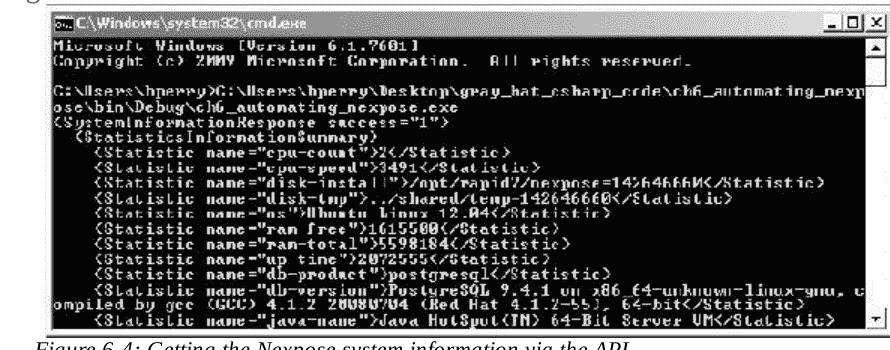 C:\Windows\system32\cmd.exe
Microsoft Windows [Version 6.1.7601]
Copyright (c) 2009 Microsoft Corporation.  All rights reserved.
C:\Users\bperry>C:\Users\bperry\Desktop\gray_hat_csharp_code\ch6_automating_nexp
ose\bin\Debug\ch6_automating_nexpose.exe
<SystemInformationResponse success="1">
<StatisticsInformationSummary>
<Statistic name="cpu-count">2</Statistic>
<Statistic name="cpu-speed">3491</Statistic>
<Statistic name="disk-install">/opt/rapid7/nexpose=142646660</Statistic>
<Statistic name="disk-tmp">../shared/temp-142646660</Statistic>
<Statistic name="os">Ubuntu Linux 12.04</Statistic>
<Statistic name="ram-free">1615500</Statistic>
<Statistic name="ram-total">5598184</Statistic>
<Statistic name="up-time">2072555</Statistic>
<Statistic name="db-product">postgresql</Statistic>
<Statistic name="db-version">PostgreSQL 9.4.1 on x86_64-unknown-linux-gnu, c
ompiled by gcc (GCC) 4.1.2 20080704 (Red Hat 4.1.2-55), 64-bit</Statistic>
<Statistic name="java-name">Java HotSpot(TM) 64-Bit Server VM</Statistic>
Figure 6-4: Getting the Nexpose system information via the API